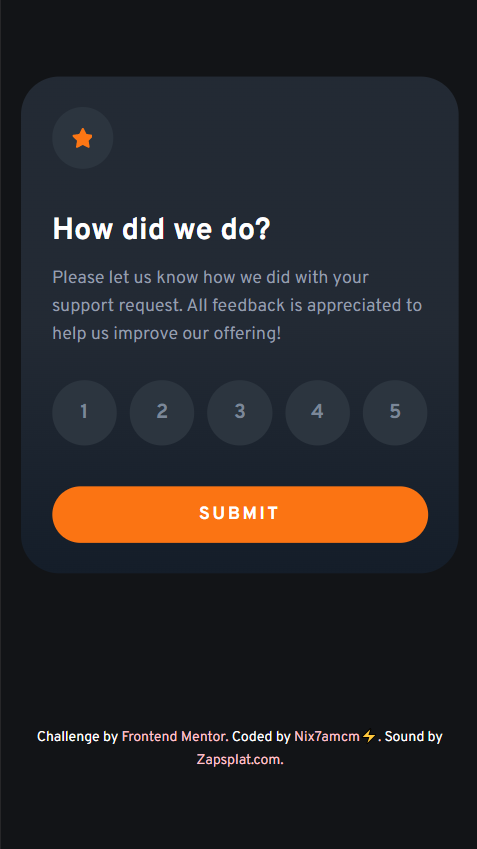 How did we do?
Please let us know how we did with your
support request. All feedback is appreciated to
help us improve our offering!
1 2 3 4 5
SUBMIT
Challenge by Frontend Mentor. Coded by Nix7amcm⚡. Sound by
Zapsplat.com.